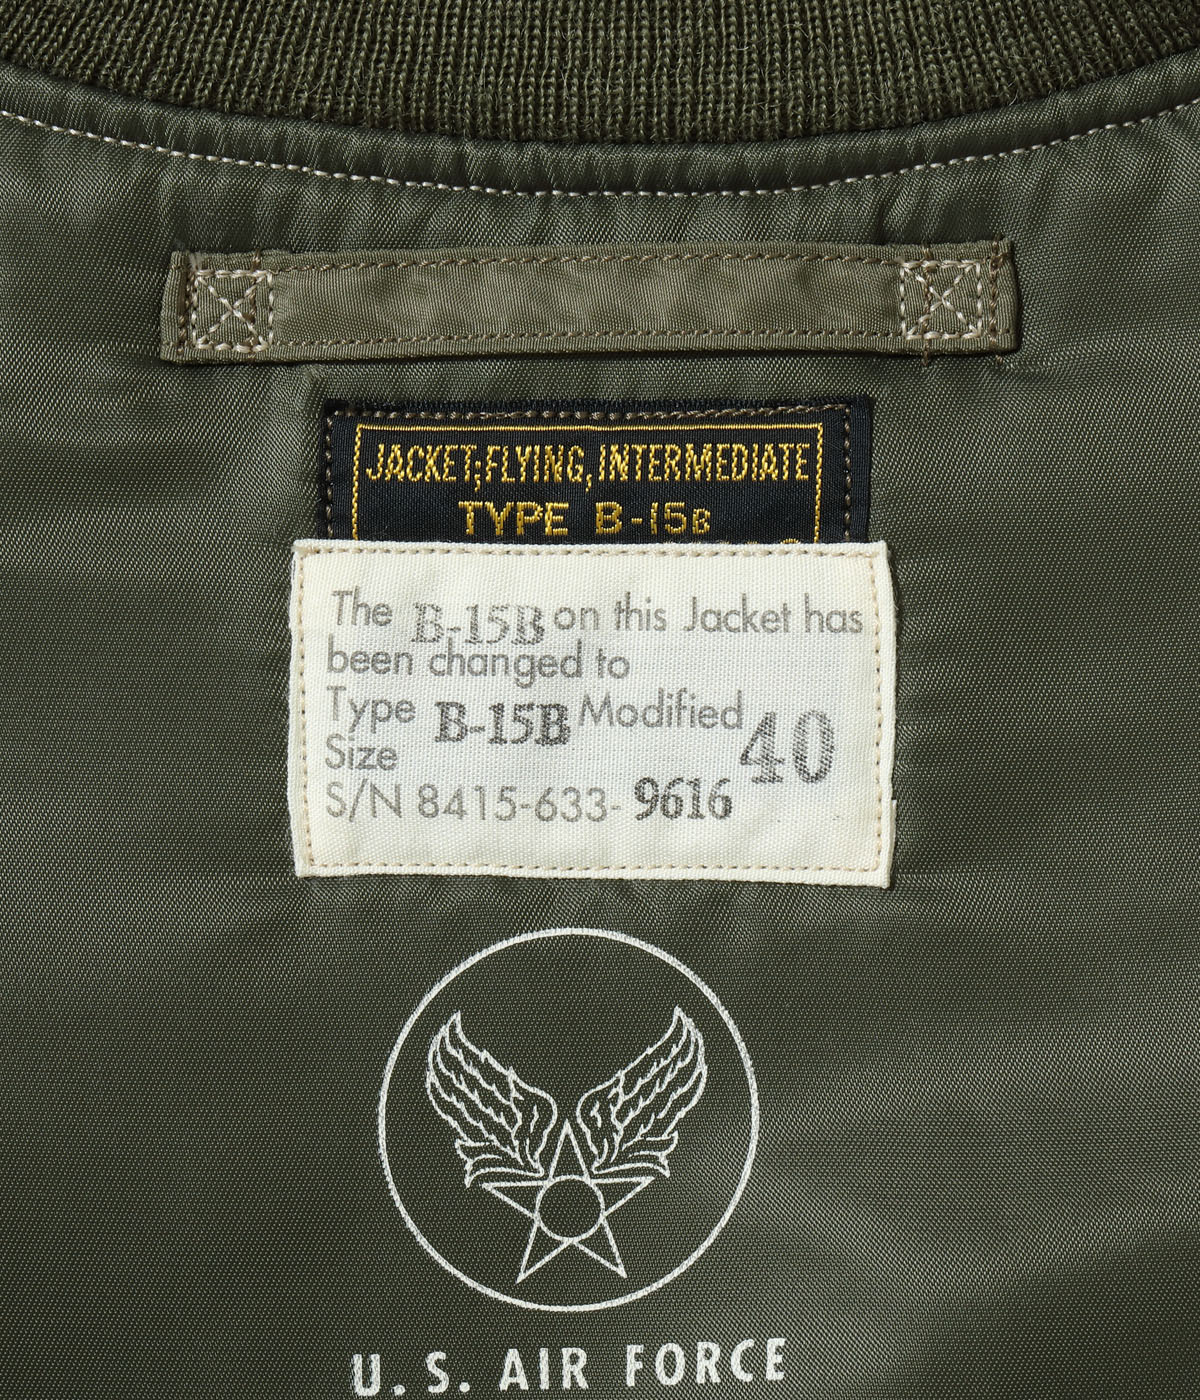 JACKET; FLYING, INTERMEDIATE
TYPE B-15B
The B-15B on this Jacket has
been changed to
Type B-15B Modified
Size 40
S/N 8415-633-9616
U.S. AIR FORCE